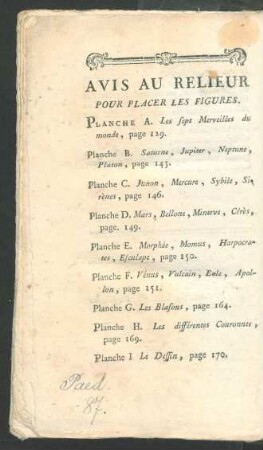 AVIS AU RELIEUR
POUR PLACER LES FIGURES.
PLANCHE A. Les sept Merveilles du
monde, page 129.
Planche B. Saturne, Jupiter, Neptune,
Platon, page 143.
Planche C. Junon, Mercure, Sybile, Si-
rènes, page 146.
Planche D. Mars, Bellone, Minerve, Cérès,
page. 149.
Planche E. Morphée, Momus, Harpocra-
tes, Esculape, page 150.
Planche F. Vénus, Vulcain, Eole, Apol-
lon, page 151.
Planche G. Les Blasons, page 164.
Planche H. Les différentes Couronnes,
page 169.
Planche I. Le Dessin, page 170.
Paed.
87.